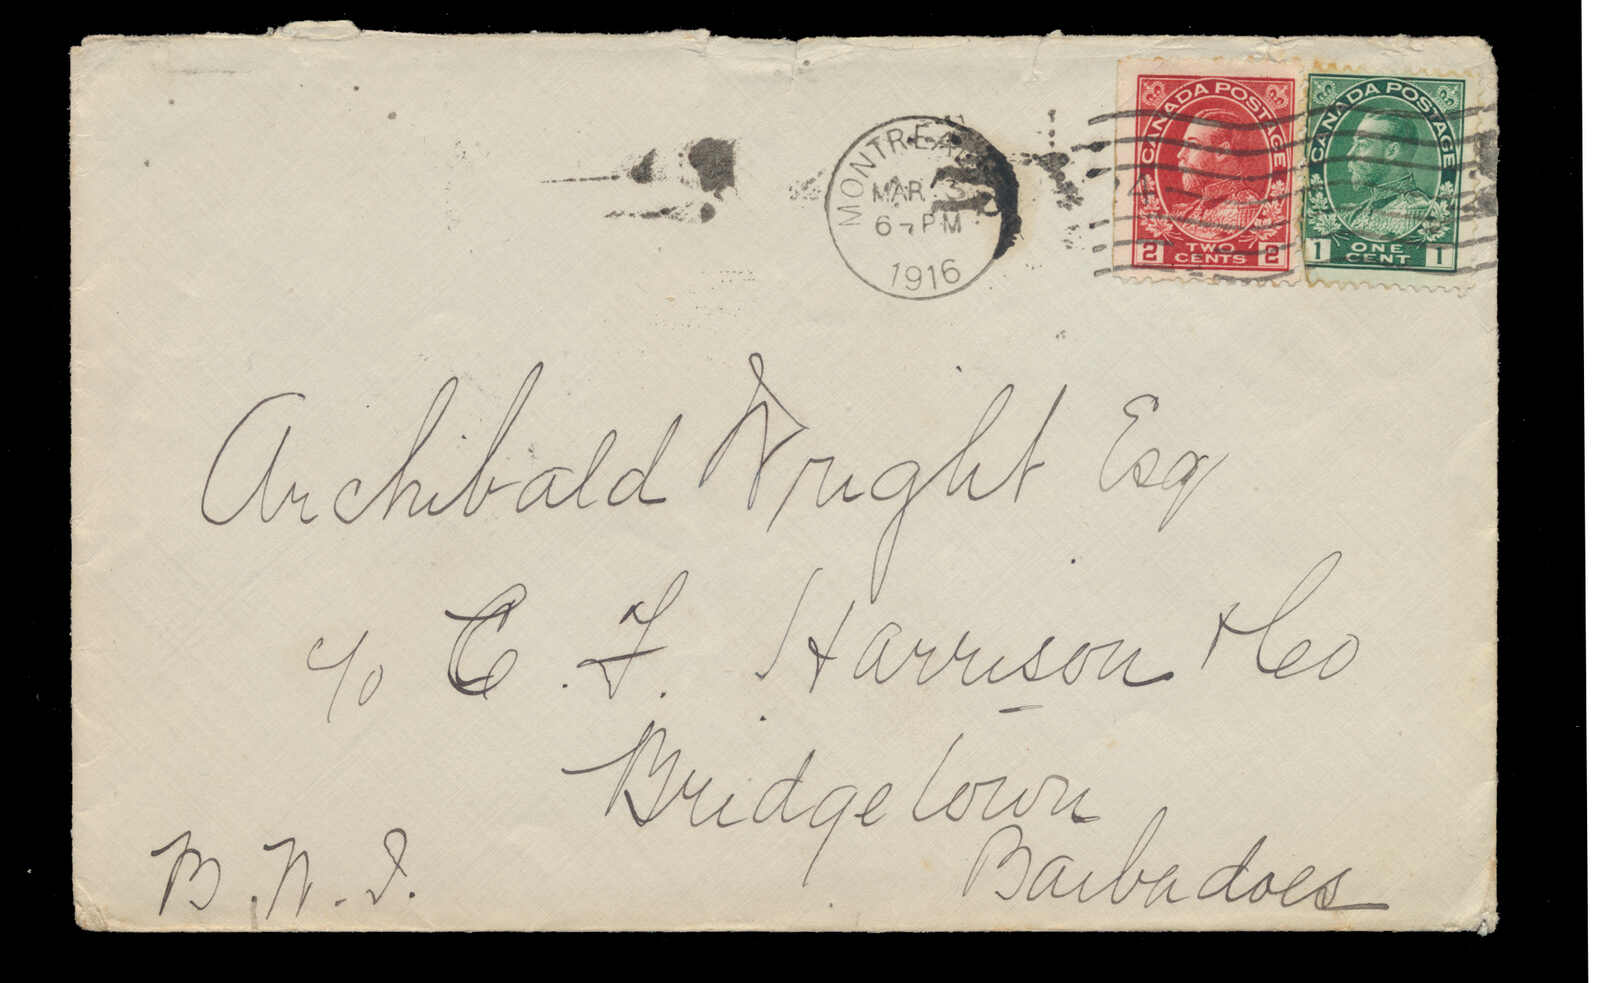 MONTREAL
MAR 3
6-7 PM
1916
CANADA POSTAGE
2 TWO CENTS 2
CANADA POSTAGE
1 ONE CENT 1
Archibald Wright Esq
c/o C. F. Harrison & Co
Bridgetown
Barbadoes
B. W. I.